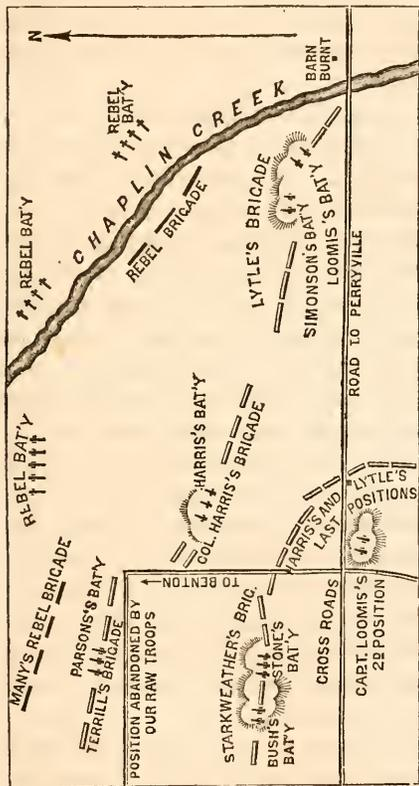 N
REBEL BAT'Y
REBEL BAT'Y
REBEL BAT'Y
CHAPLIN CREEK
REBEL BRIGADE
BARN
BURNT
MANY'S REBEL BRIGADE
PARSONS'S BAT'Y
TERRILL'S BRIGADE
HARRIS'S BAT'Y
COL. HARRIS'S BRIGADE
LYTLE'S BRIGADE
SIMONSON'S BAT'Y
LOOMIS'S BAT'Y
POSITION ABANDONED BY
OUR RAW TROOPS
TO BENTON
STARKWEATHER'S BRIG.
STONE'S
BAT'Y
BUSH'S
BAT'Y
HARRIS'S AND
LYTLE'S
LAST
POSITIONS
CROSS ROADS
ROAD TO PERRYVILLE
CAPT. LOOMIS'S
2D POSITION